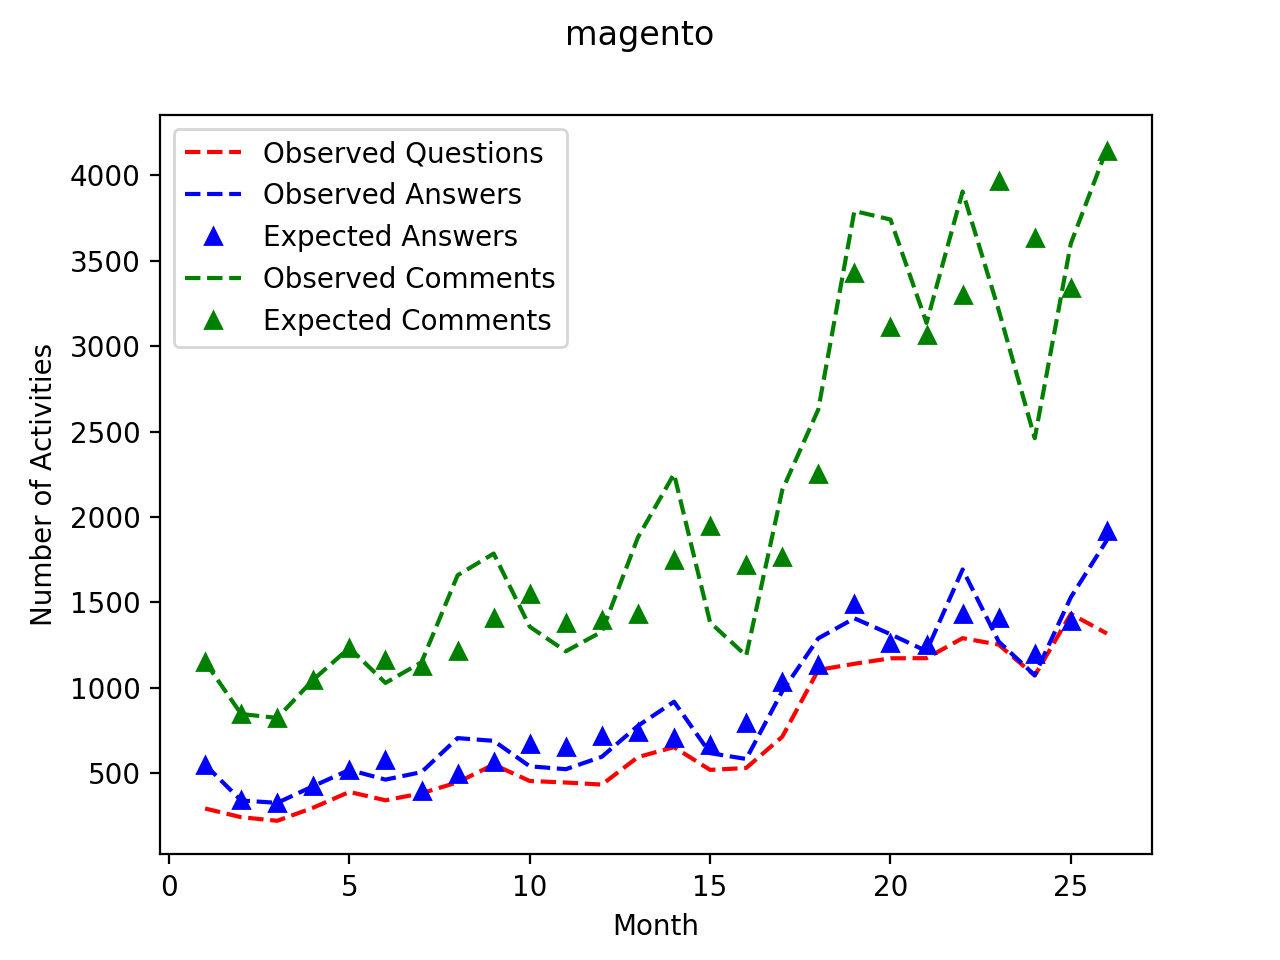 magento
Observed Questions
Observed Answers
Expected Answers
Observed Comments
Expected Comments
4000
3500
3000
2500
2000
1500
1000
500
Number of Activities
0 5 10 15 20 25
Month